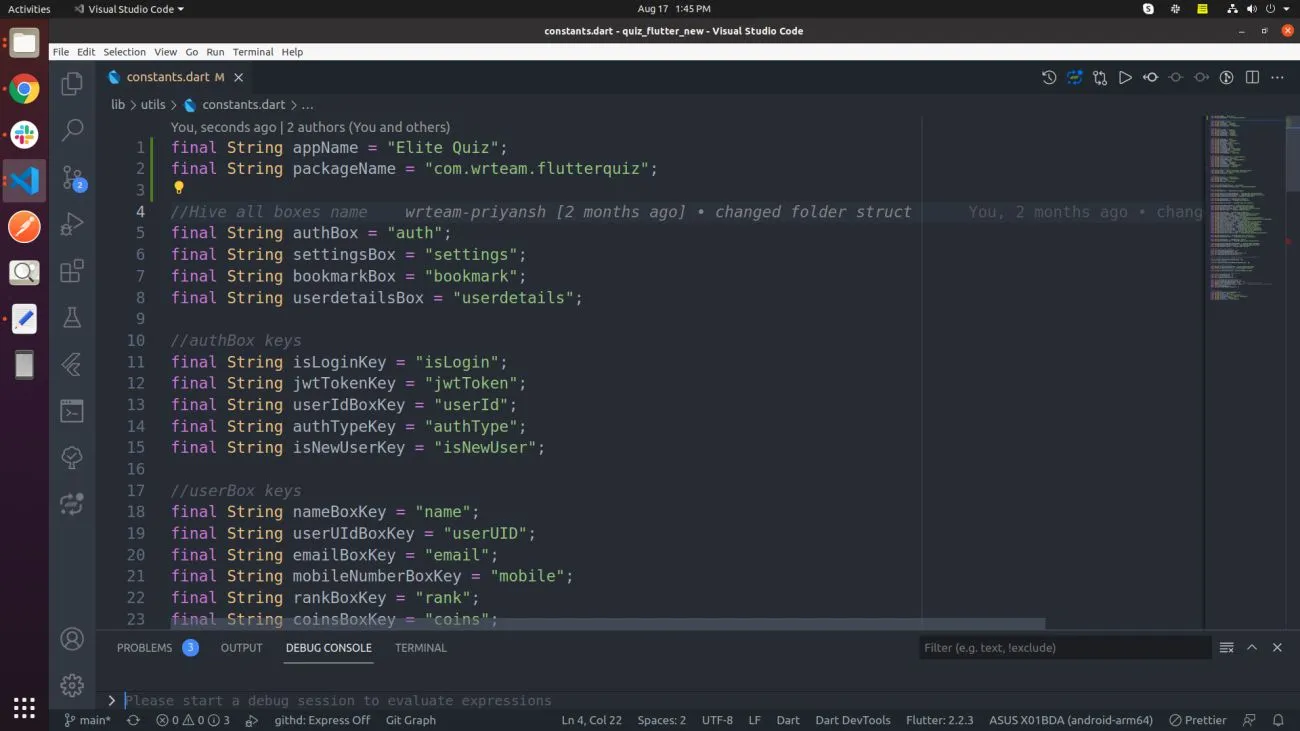 Activities Visual Studio Code Aug 17 1:45 PM
constants.dart - quiz_flutter_new - Visual Studio Code
File Edit Selection View Go Run Terminal Help
constants.dart M
lib > utils > constants.dart > ...
You, seconds ago | 2 authors (You and others)
1 final String appName = "Elite Quiz";
2 final String packageName = "com.wrteam.flutterquiz";
3
4 //Hive all boxes name wrteam-priyansh [2 months ago] • changed folder struct You, 2 months ago • chang
5 final String authBox = "auth";
6 final String settingsBox = "settings";
7 final String bookmarkBox = "bookmark";
8 final String userdetailsBox = "userdetails";
9
10 //authBox keys
11 final String isLoginKey = "isLogin";
12 final String jwtTokenKey = "jwtToken";
13 final String userIdBoxKey = "userId";
14 final String authTypeKey = "authType";
15 final String isNewUserKey = "isNewUser";
16
17 //userBox keys
18 final String nameBoxKey = "name";
19 final String userUIdBoxKey = "userUID";
20 final String emailBoxKey = "email";
21 final String mobileNumberBoxKey = "mobile";
22 final String rankBoxKey = "rank";
23 final String coinsBoxKey = "coins";
2
PROBLEMS 3 OUTPUT DEBUG CONSOLE TERMINAL Filter (e.g. text, !exclude)
> Please start a debug session to evaluate expressions
main* 0 0 3 githd: Express Off Git Graph Ln 4, Col 22 Spaces: 2 UTF-8 LF Dart Dart DevTools Flutter: 2.2.3 ASUS X01BDA (android-arm64) Prettier